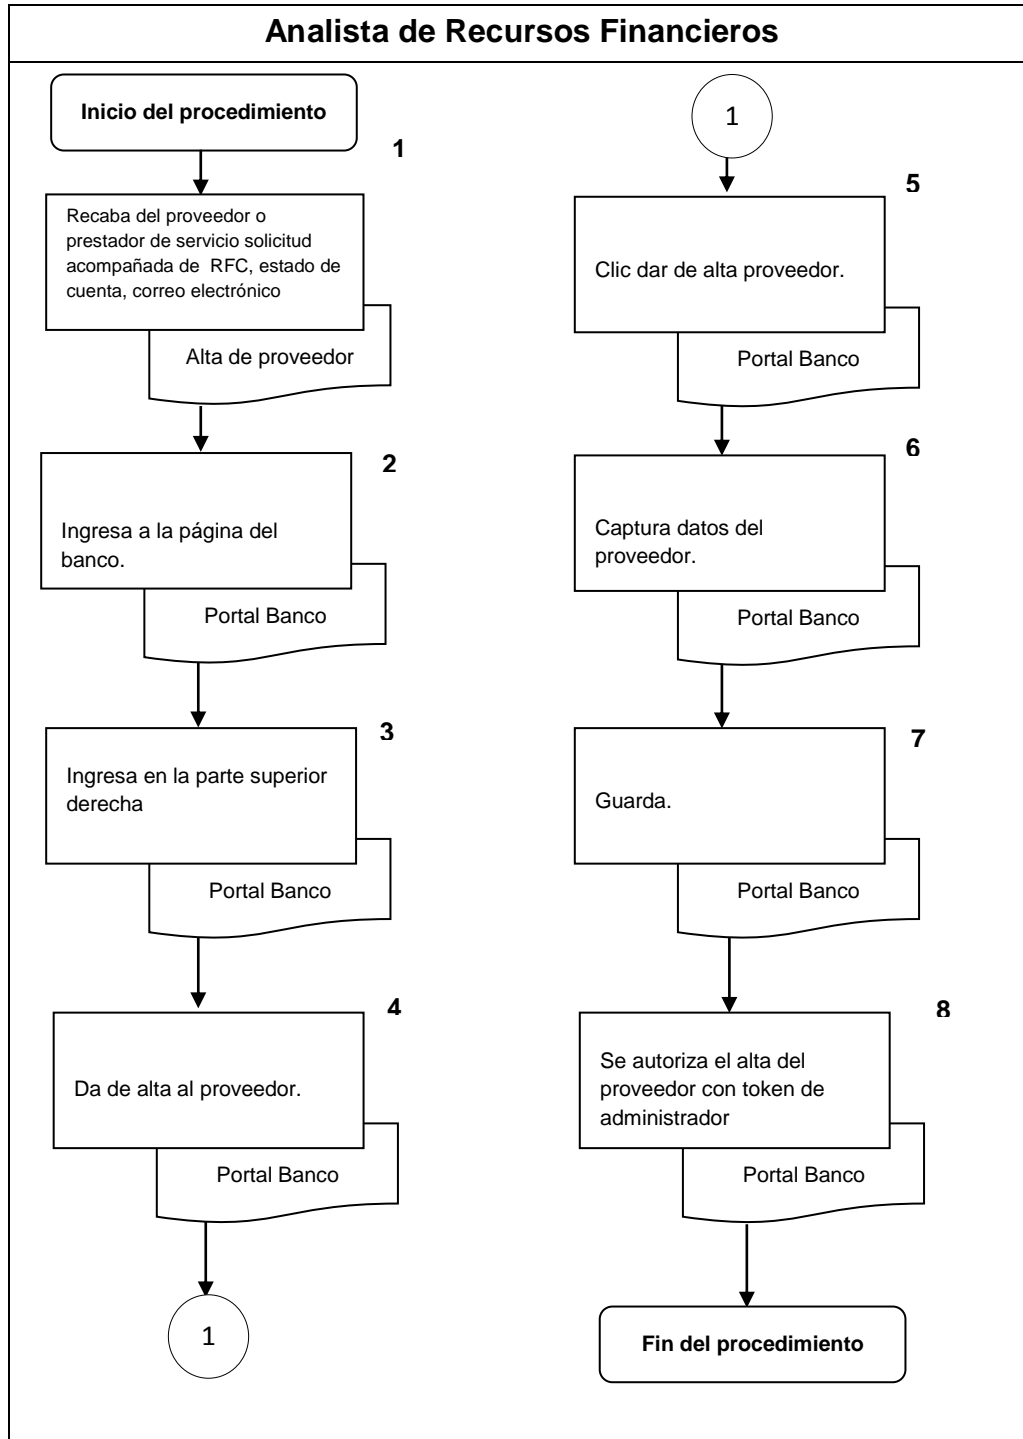 Analista de Recursos Financieros
Inicio del procedimiento
1
Recaba del proveedor o
prestador de servicio solicitud
acompañada de RFC, estado de
cuenta, correo electrónico
Alta de proveedor
2
Ingresa a la página del
banco.
Portal Banco
3
Ingresa en la parte superior
derecha
Portal Banco
4
Da de alta al proveedor.
Portal Banco
1
1
5
Clic dar de alta proveedor.
Portal Banco
6
Captura datos del
proveedor.
Portal Banco
7
Guarda.
Portal Banco
8
Se autoriza el alta del
proveedor con token de
administrador
Portal Banco
Fin del procedimiento